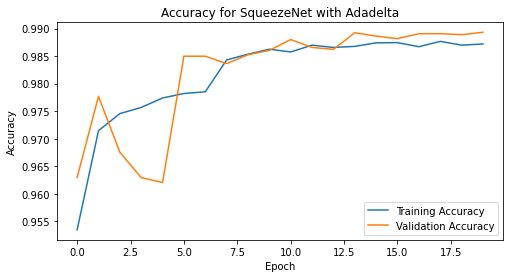 Accuracy for SqueezeNet with Adadelta
0.990
0.985
0.980
0.975
0.970
0.965
0.960
0.955
Accuracy
0.0 2.5 5.0 7.5 10.0 12.5 15.0 17.5
Epoch
Training Accuracy
Validation Accuracy